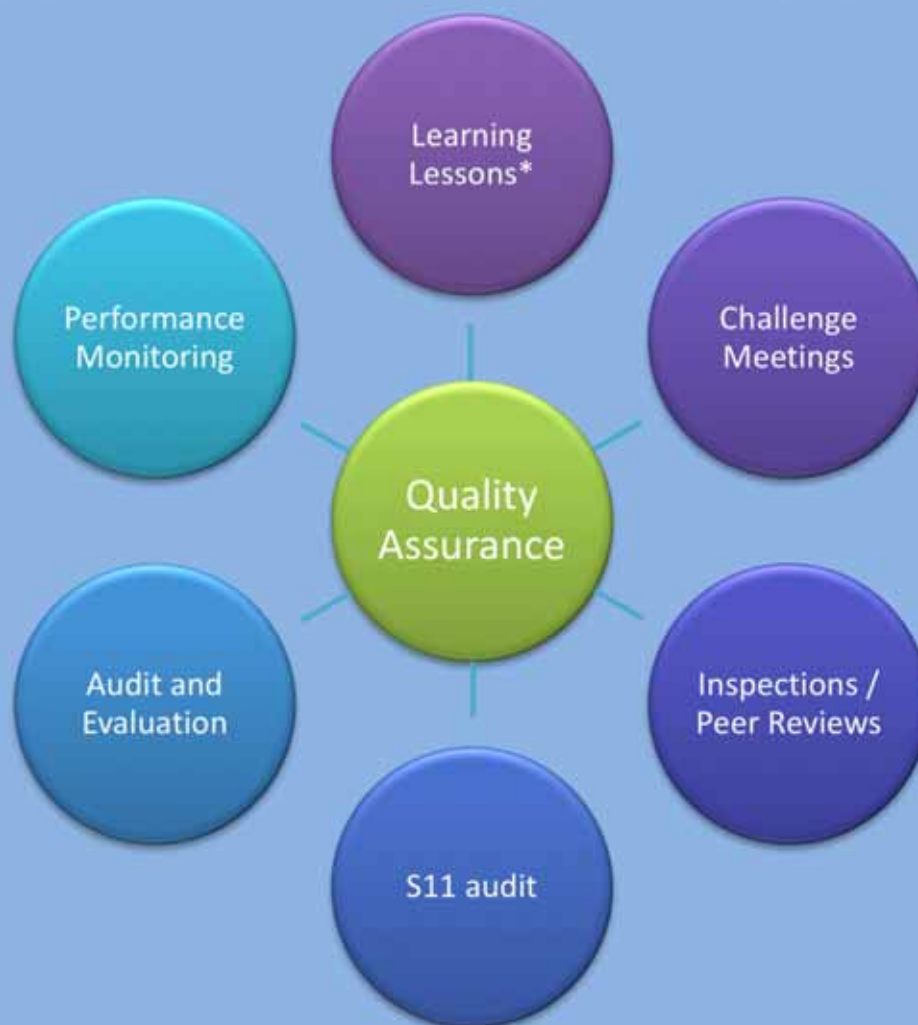 Learning
Lessons*
Performance
Monitoring
Challenge
Meetings
Quality
Assurance
Audit and
Evaluation
Inspections /
Peer Reviews
S11 audit